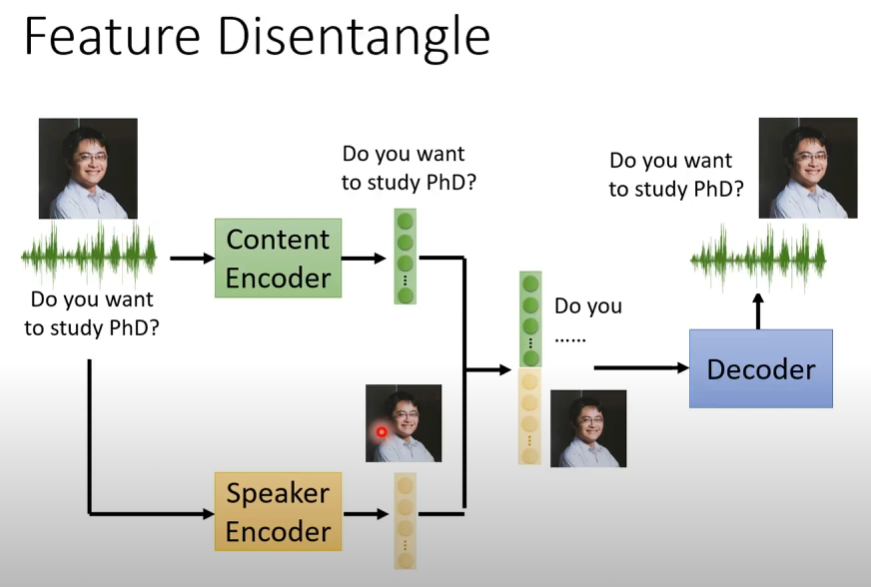 Feature Disentangle
Do you want
to study PhD?
Content
Encoder
Do you want
to study PhD?
Speaker
Encoder
Do you
......
Decoder
Do you want
to study PhD?